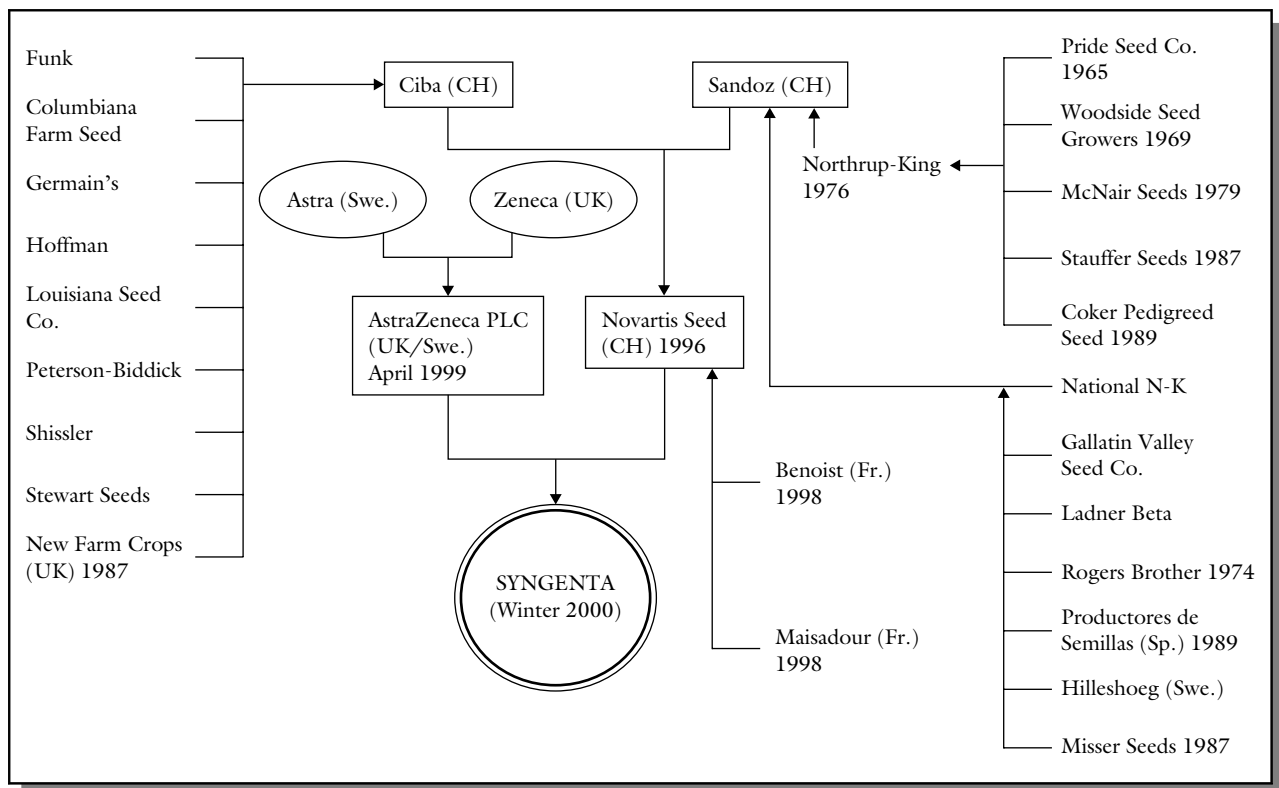 Funk
Columbiana
Farm Seed
Germain's
Hoffman
Louisiana Seed
Co.
Peterson-Biddick
Shissler
Stewart Seeds
New Farm Crops
(UK) 1987
Ciba (CH)
Sandoz (CH)
Astra (Swe.)
Zeneca (UK)
AstraZeneca PLC
(UK/Swe.)
April 1999
Novartis Seed
(CH) 1996
SYNGENTA
(Winter 2000)
Benoist (Fr.)
1998
Maisadour (Fr.)
1998
Northrup-King
1976
Pride Seed Co.
1965
Woodside Seed
Growers 1969
McNair Seeds 1979
Stauffer Seeds 1987
Coker Pedigreed
Seed 1989
National N-K
Gallatin Valley
Seed Co.
Ladner Beta
Rogers Brother 1974
Productores de
Semillas (Sp.) 1989
Hilleshoeg (Swe.)
Misser Seeds 1987